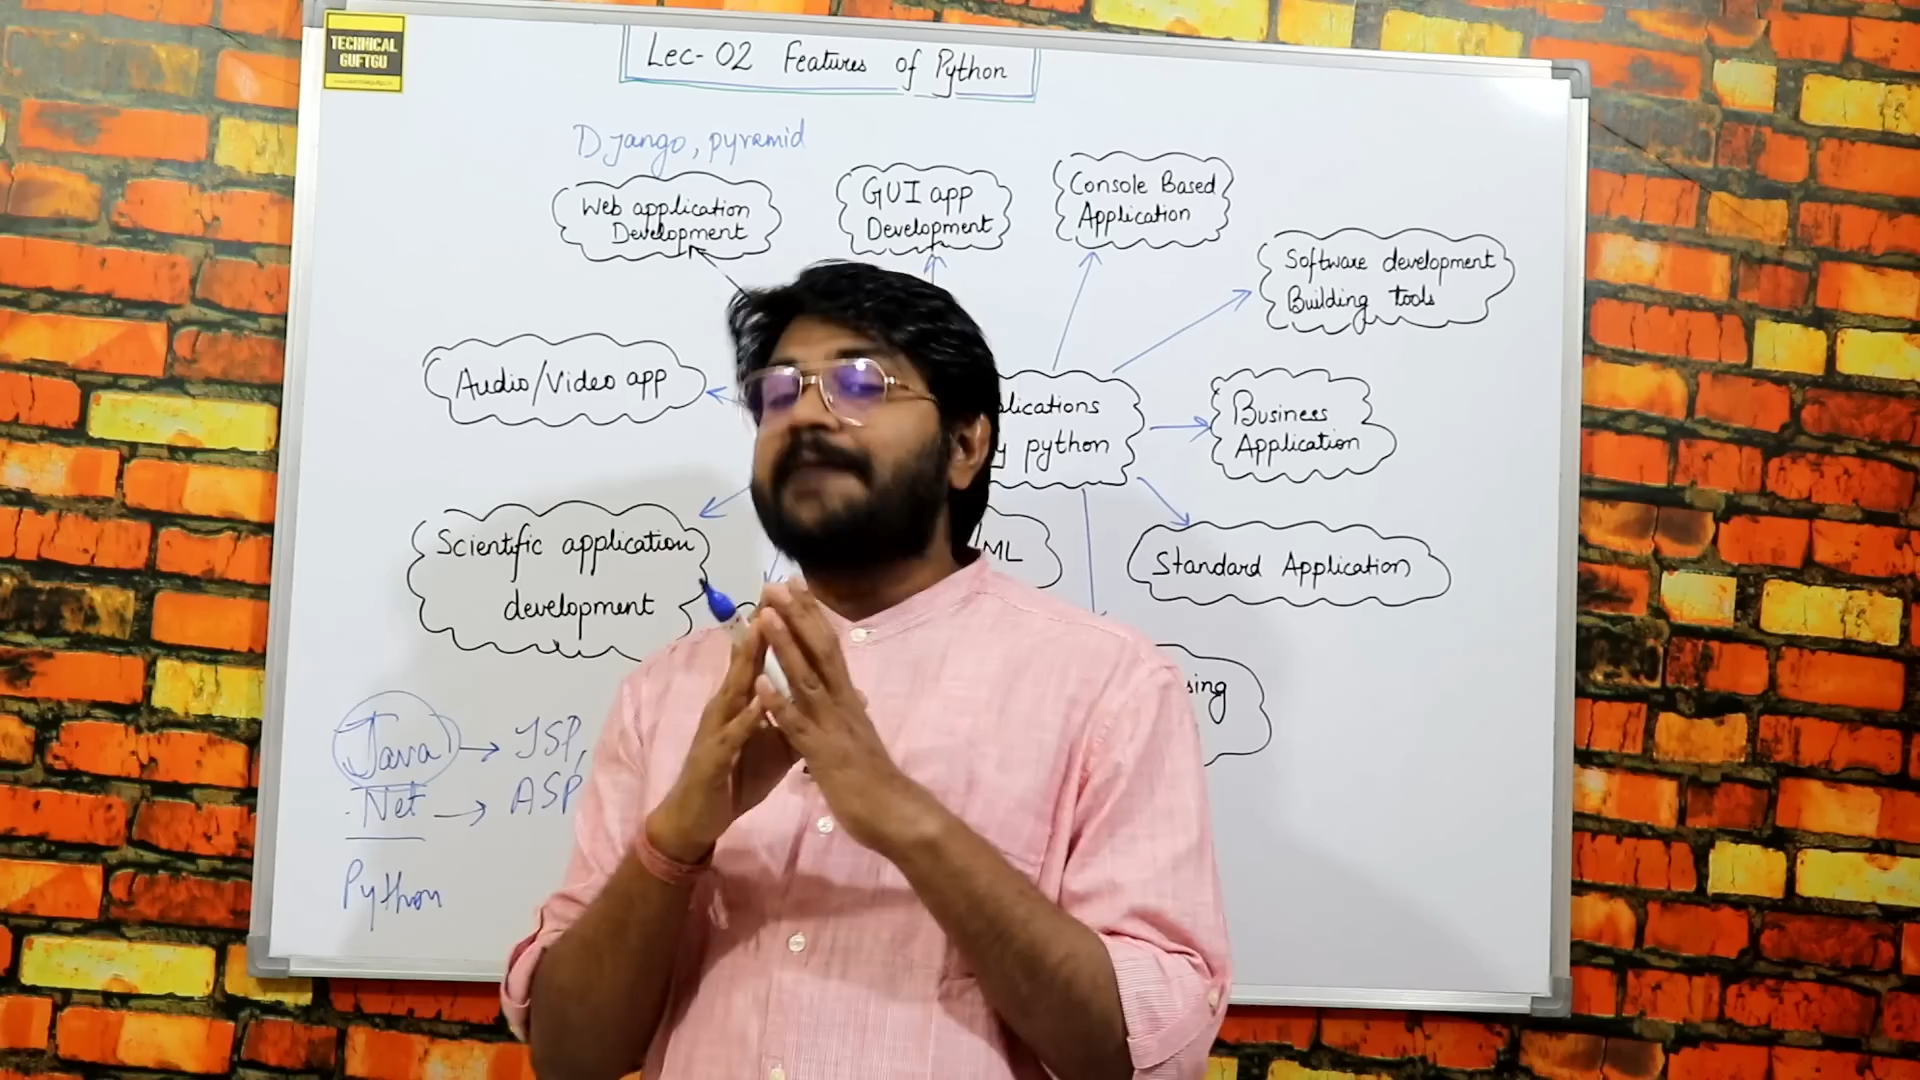 TECHNICAL
GUFTGU
Lec-02 Features of Python
Django, pyramid
Web application
Development
GUI app
Development
Console Based
Application
Software development
Building tools
Audio/Video app
python
Business
Application
Scientific application
development
ML
Standard Application
Java → JSP,
.Net → ASP
Python